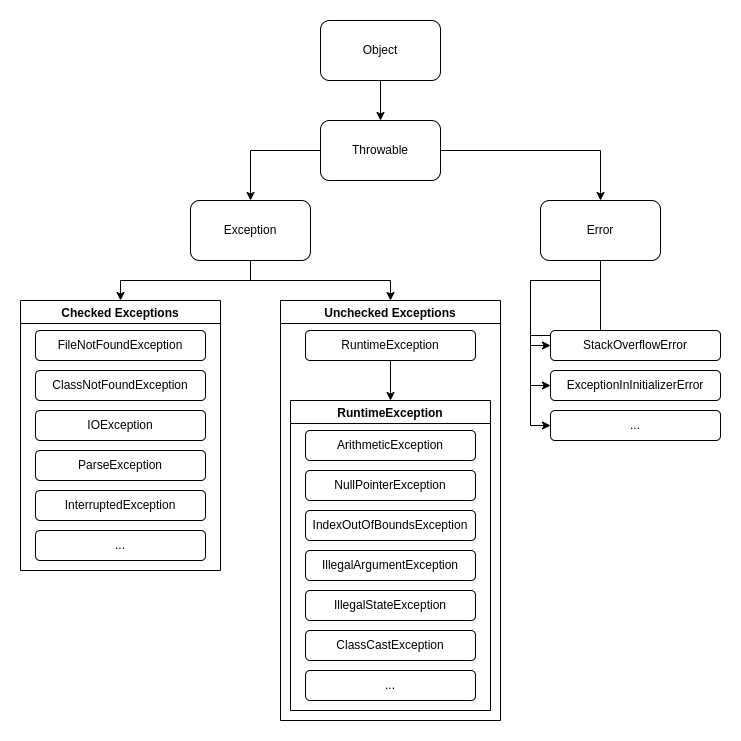 Object
Throwable
Exception
Error
Checked Exceptions
FileNotFoundException
ClassNotFoundException
IOException
ParseException
InterruptedException
...
Unchecked Exceptions
RuntimeException
RuntimeException
ArithmeticException
NullPointerException
IndexOutOfBoundsException
IllegalArgumentException
IllegalStateException
ClassCastException
...
StackOverflowError
ExceptionInInitializerError
...